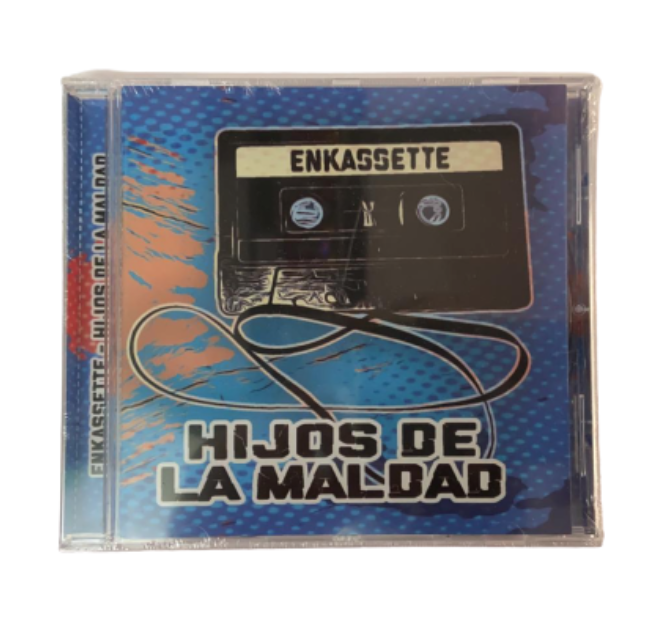 ENKASSETTE - HIJOS DE LA MALDAD
ENKASSETTE
HIJOS DE
LA MALDAD